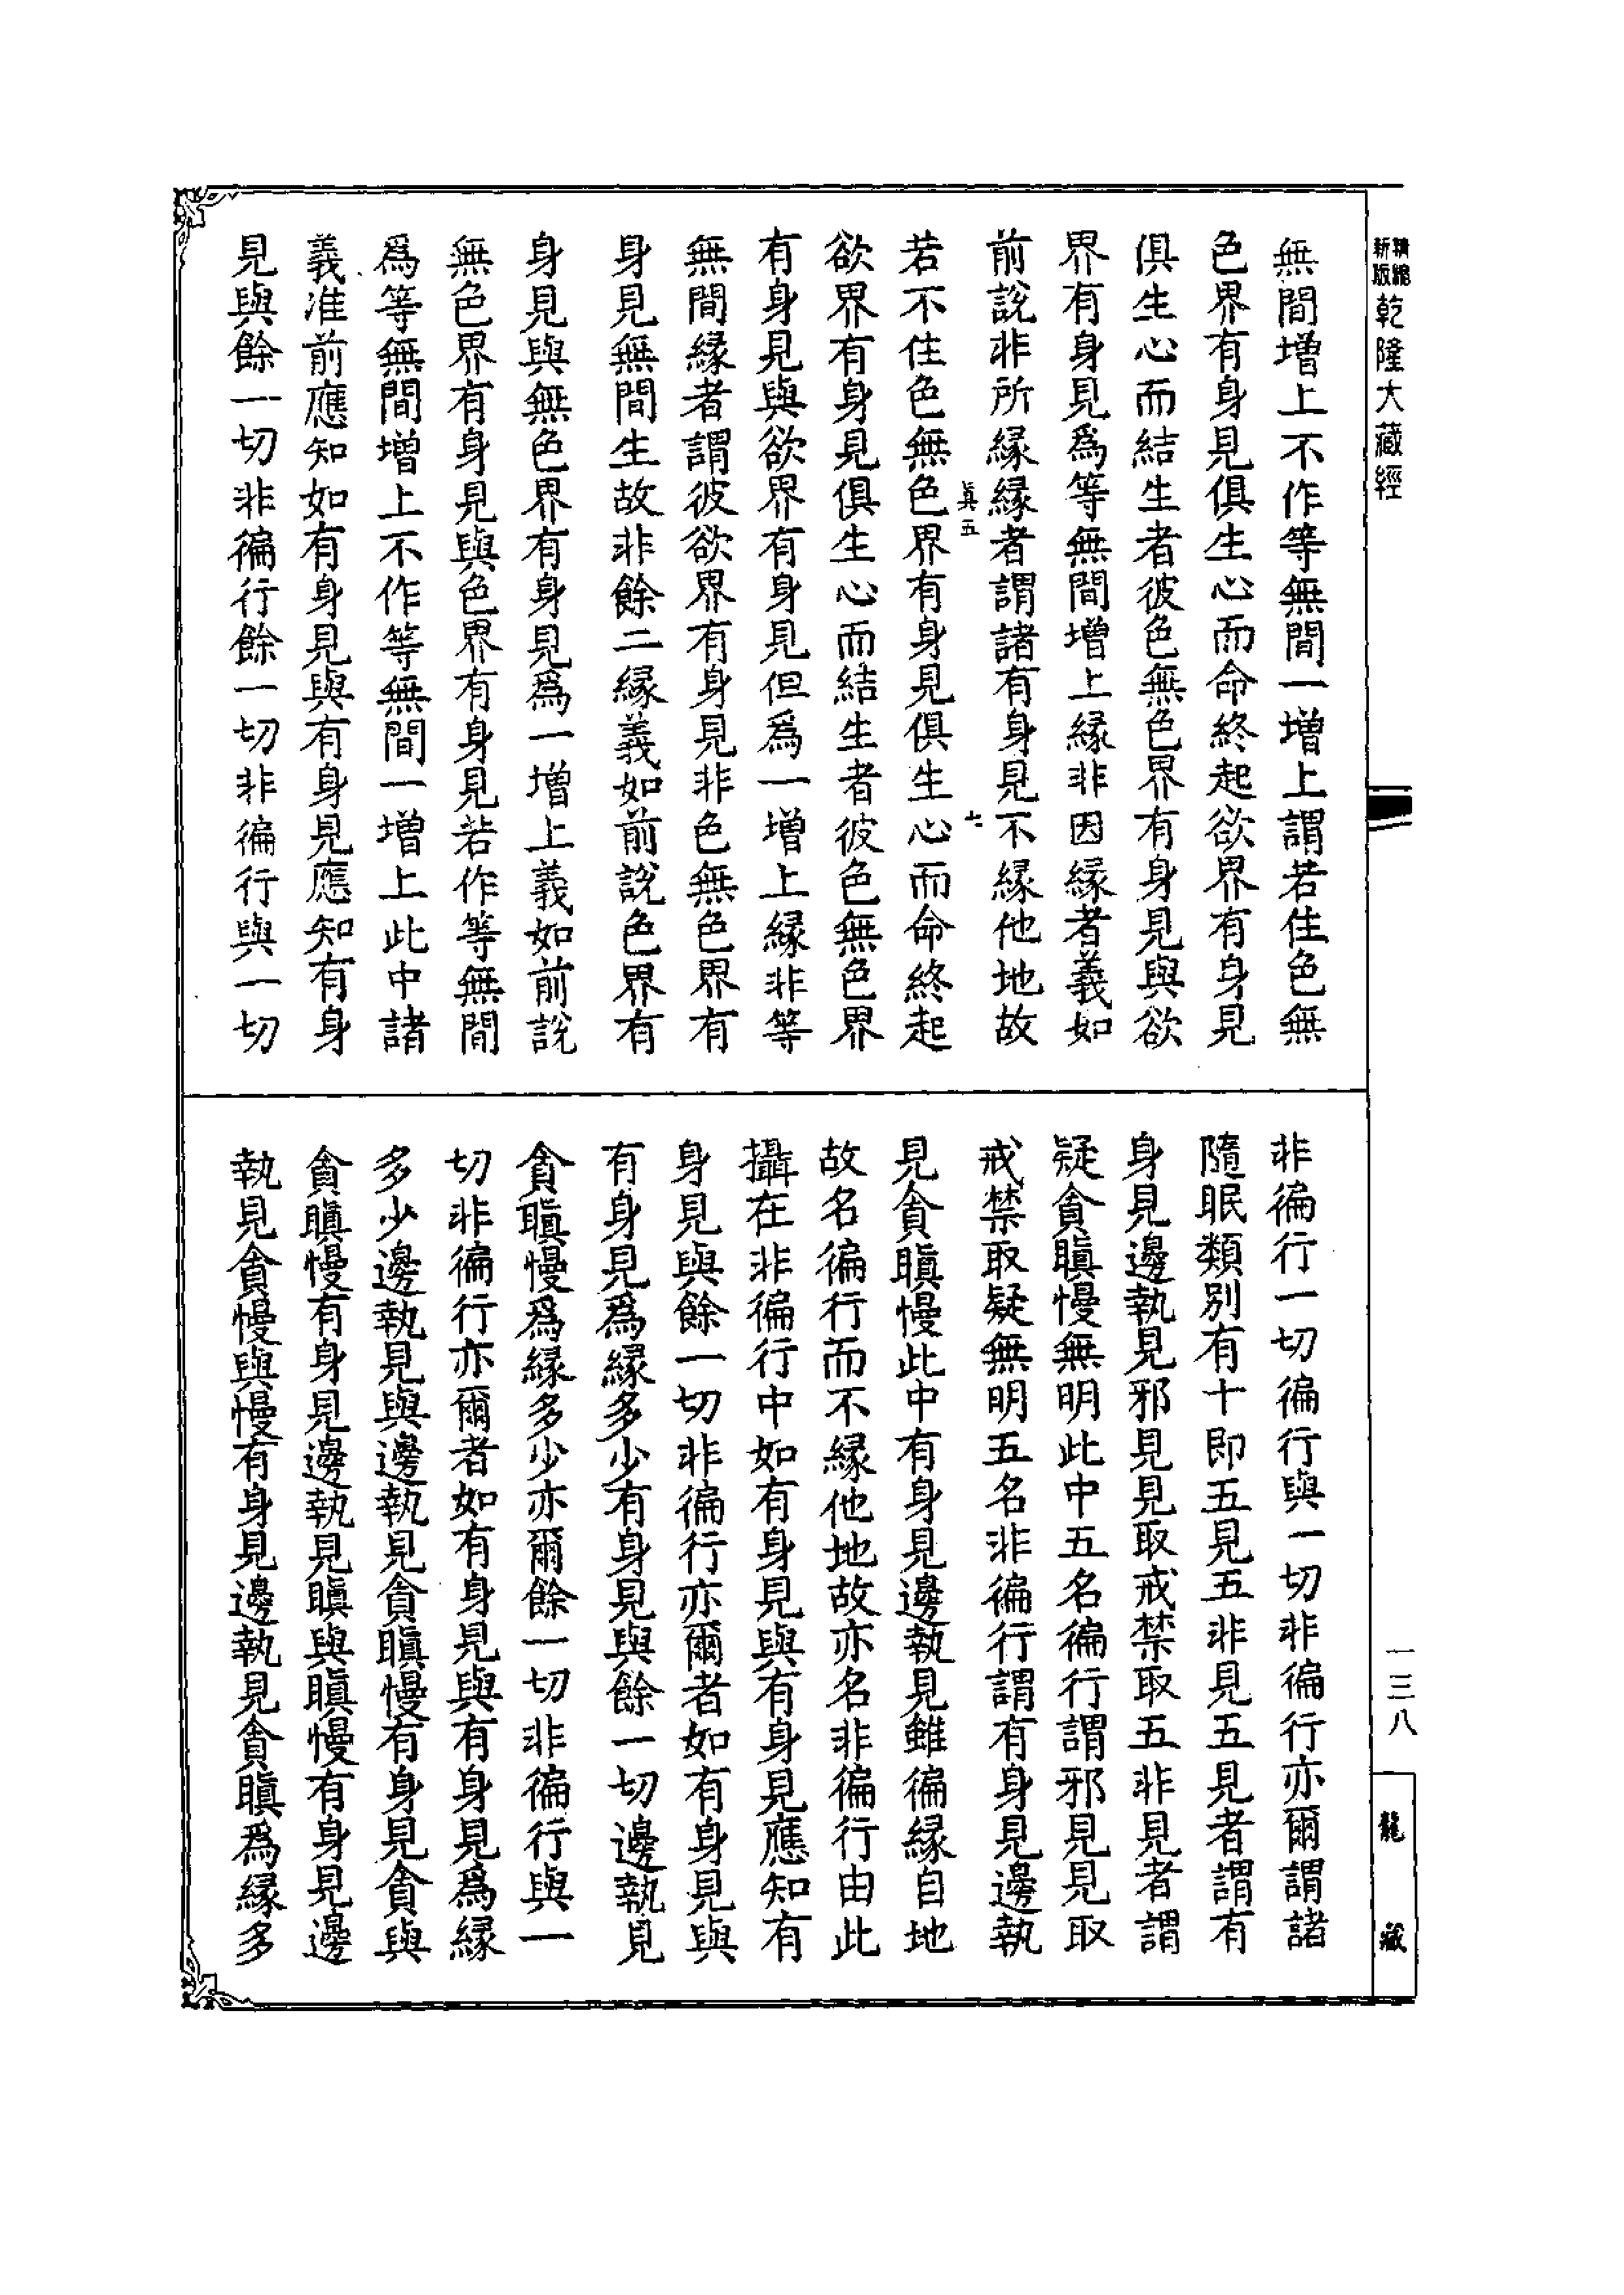 新版 精縮
乾隆大藏經
無間增上不作等無間一增上謂若住色無
色界有身見俱生心而命終起欲界有身見
俱生心而結生者彼色無色界有身見與欲
界有身見爲等無間增上緣非因緣者義如
前說非所緣緣者謂諸有身見不緣他地故
真五
七
若不住色無色界有身見俱生心而命終起
欲界有身見俱生心而結生者彼色無色界
有身見與欲界有身見但爲一增上緣非等
無間緣者謂彼欲界有身見非色無色界有
身見無間生故非餘二緣義如前說色界有
身見與無色界有身見爲一增上義如前說
無色界有身見與色界有身見若作等無間
爲等無間增上不作等無間一增上此中諸
義准前應知如有身見與有身見應知有身
見與餘一切非徧行餘一切非徧行與一切
非徧行一切徧行與一切非徧行亦爾謂諸
隨眠類別有十即五見五非見五見者謂有
身見邊執見邪見見取戒禁取五非見者謂
疑貪瞋慢無明此中五名徧行謂邪見見取
戒禁取疑無明五名非徧行謂有身見邊執
見貪瞋慢此中有身見邊執見雖徧緣自地
故名徧行而不緣他地故亦名非徧行由此
攝在非徧行中如有身見與有身見應知有
身見與餘一切非徧行亦爾者如有身見與
有身見爲緣多少有身見與餘一切邊執見
貪瞋慢爲緣多少亦爾餘一切非徧行與一
切非徧行亦爾者如有身見與有身見爲緣
多少邊執見與邊執見貪瞋慢有身見貪與
貪瞋慢有身見邊執見瞋與瞋慢有身見邊
執見貪慢與慢有身見邊執見貪瞋爲緣多
一三八
龍藏